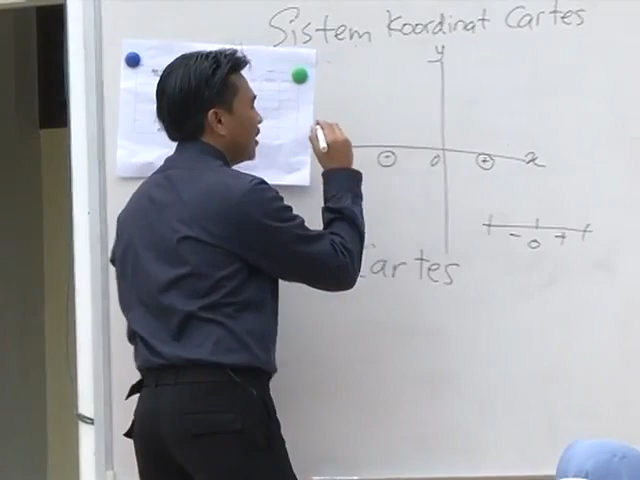 Sistem Koordinat Cartes
y
- 0 + x
- 0 +
Cartes